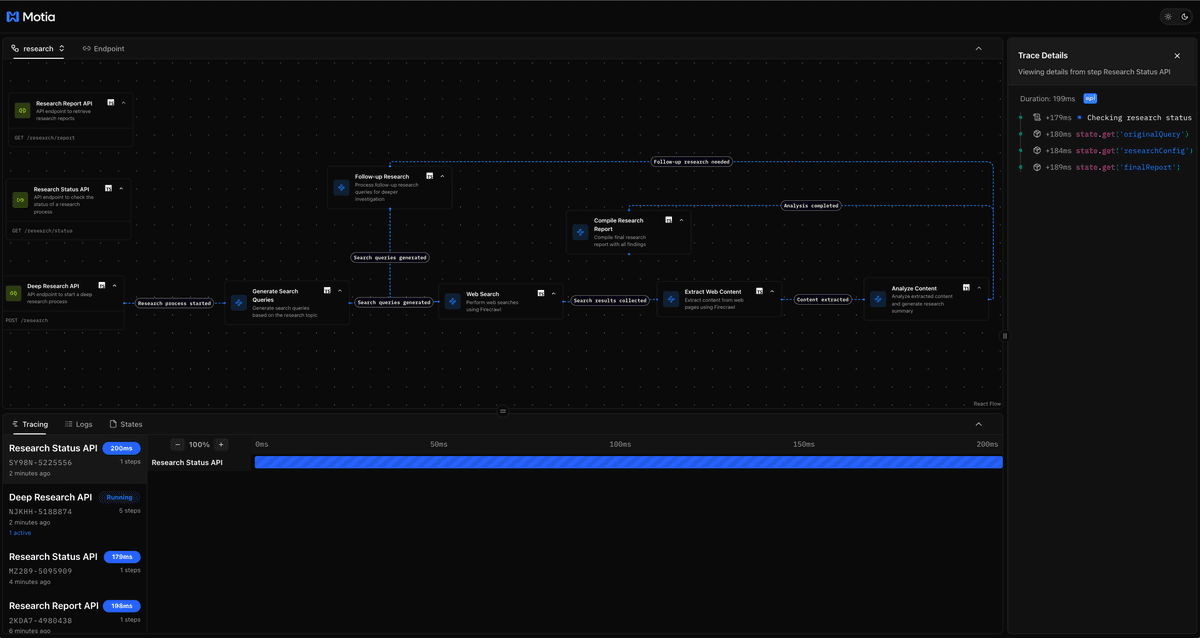 Motia
research
Endpoint
Research Report API
API endpoint to retrieve
research reports
GET /research/report
Research Status API
API endpoint to check the
status of a research
process
GET /research/status
Deep Research API
API endpoint to start a deep
research process
POST /research
Research process started
Generate Search
Queries
Generate search queries
based on the research topic
Search queries generated
Follow-up Research
Process follow-up research
queries for deeper
investigation
Search queries generated
Web Search
Perform web searches
using Firecrawl
Search results collected
Compile Research
Report
Compile final research
report with all findings
Follow-up research needed
Analysis completed
Extract Web Content
Extract content from web
pages using Firecrawl
Content extracted
Analyze Content
Analyze extracted content
and generate research
summary
React Flow
Trace Details
Viewing details from step Research Status API
Duration: 199ms api
+179ms Checking research status
+180ms state.get('originalQuery')
+184ms state.get('researchConfig')
+189ms state.get('finalReport')
Tracing
Logs
States
Research Status API 200ms
SY98N-5225556 1 steps
2 minutes ago
Deep Research API Running
NJKHH-5188874 5 steps
2 minutes ago
1 active
Research Status API 179ms
MZ289-5095909 1 steps
4 minutes ago
Research Report API 198ms
2KDA7-4980438 1 steps
6 minutes ago
− 100% +
0ms 50ms 100ms 150ms 200ms
Research Status API